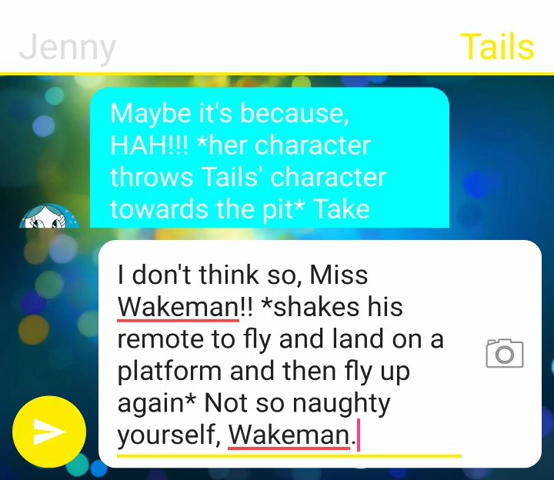 Jenny
Tails
Maybe it's because,
HAH!!! *her character
throws Tails' character
towards the pit* Take
I don't think so, Miss
Wakeman!! *shakes his
remote to fly and land on a
platform and then fly up
again* Not so naughty
yourself, Wakeman.